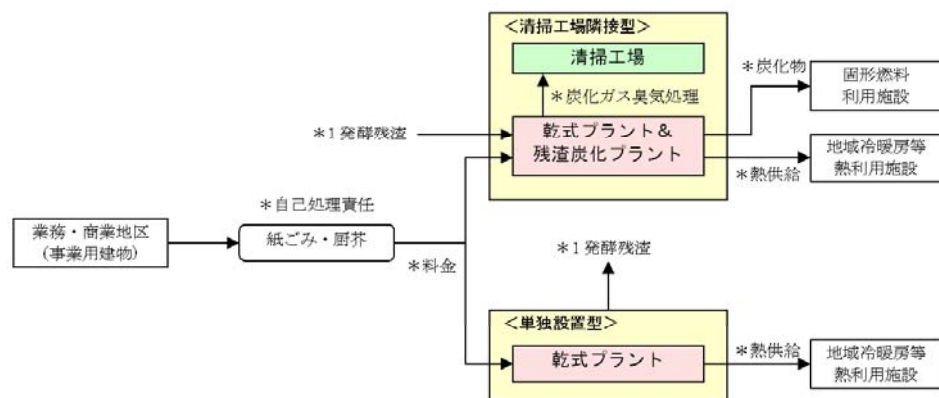 ＜清掃工場隣接型＞
清掃工場
＊炭化ガス臭気処理
＊炭化物
固形燃料
利用施設
＊1発酵残渣
乾式プラント＆
残渣炭化プラント
地域冷暖房等
熱利用施設
＊熱供給
＊自己処理責任
業務・商業地区
(事業用建物)
紙ごみ・厨芥
＊料金
＊1発酵残渣
＜単独設置型＞
乾式プラント
＊熱供給
地域冷暖房等
熱利用施設